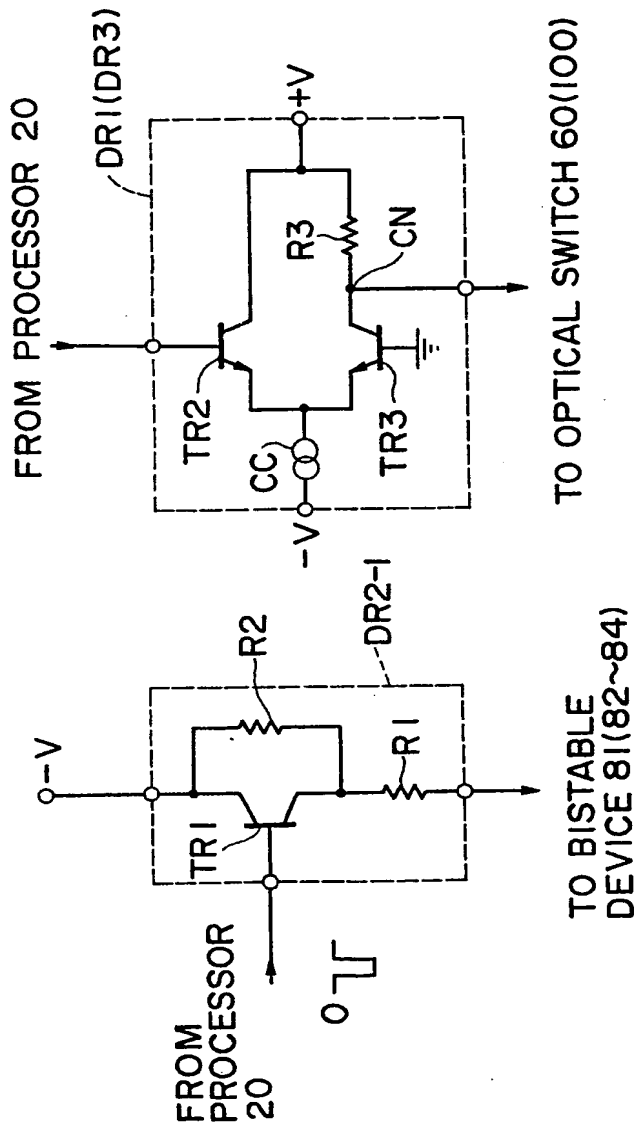 FROM
PROCESSOR
20
0
-V
TR1
R2
DR2-1
R1
TO BISTABLE
DEVICE 81(82~84)
FROM PROCESSOR 20
DR1(DR3)
TR2
CC
-V
TR3
R3
CN
+V
TO OPTICAL SWITCH 60(100)